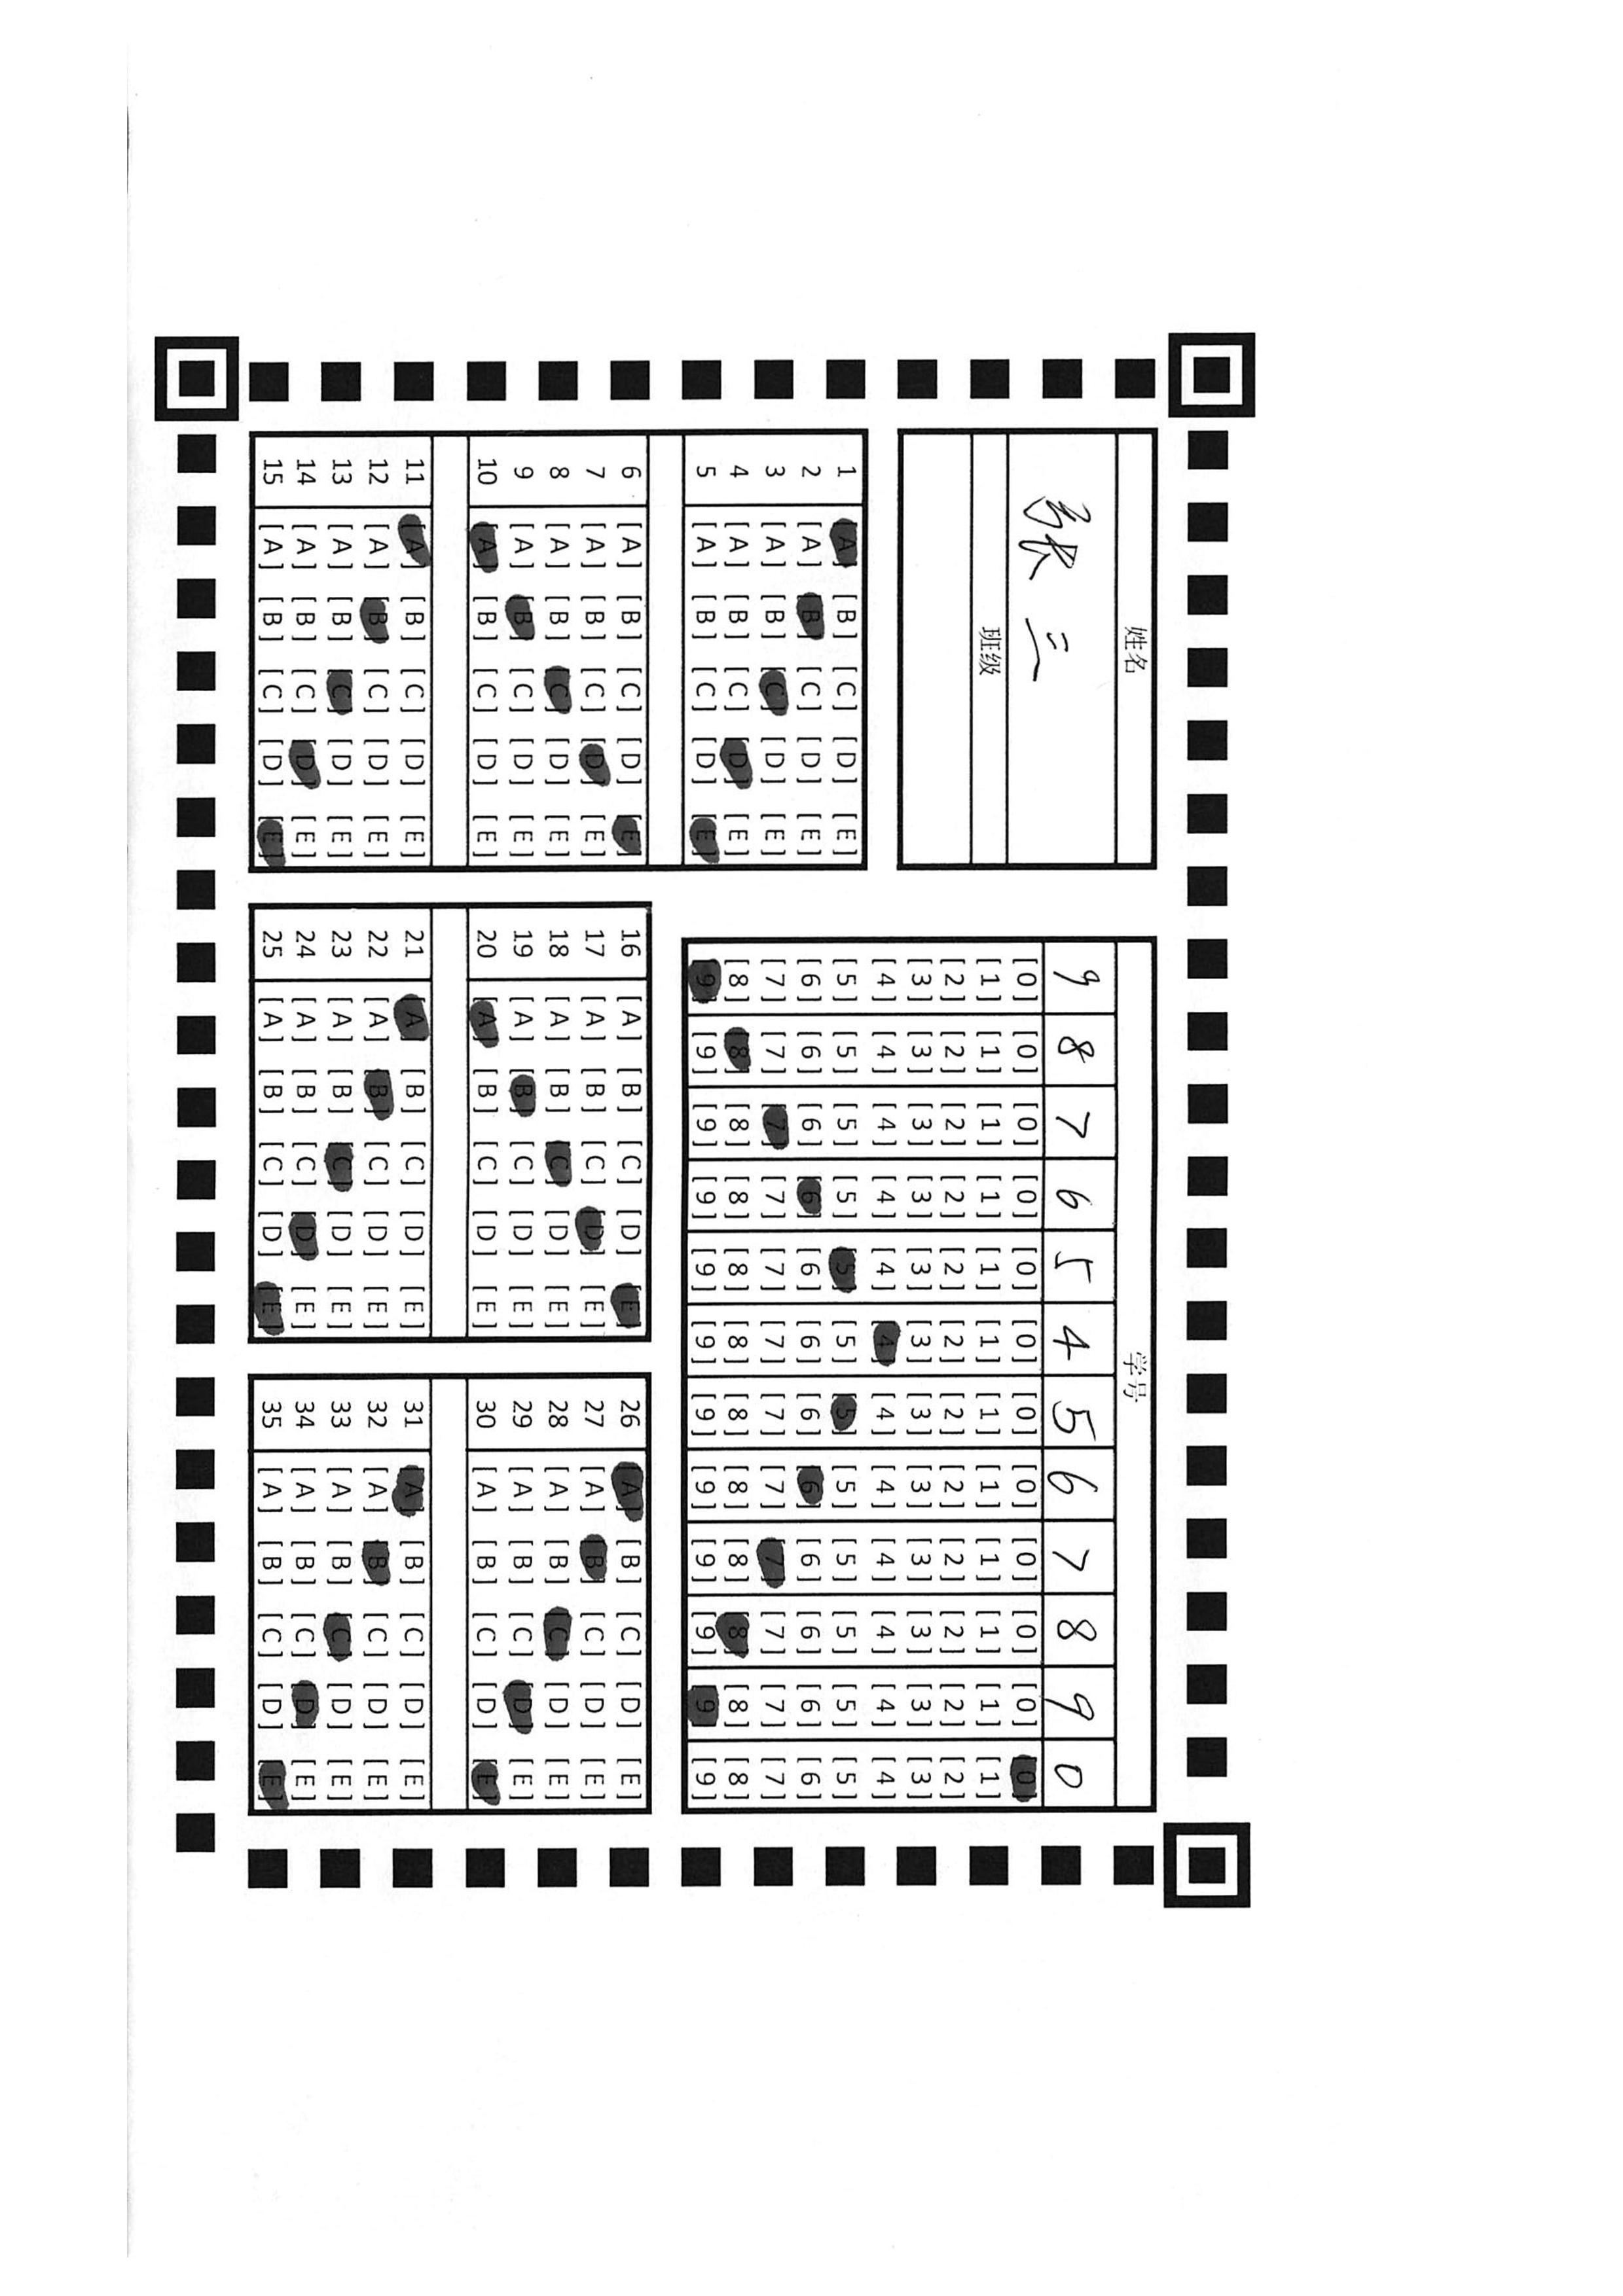 姓名
张三
班级
学号
9 8 7 6 5 4 5 6 7 8 9 0
[0] [0] [0] [0] [0] [0] [0] [0] [0] [0] [0] [0]
[1] [1] [1] [1] [1] [1] [1] [1] [1] [1] [1] [1]
[2] [2] [2] [2] [2] [2] [2] [2] [2] [2] [2] [2]
[3] [3] [3] [3] [3] [3] [3] [3] [3] [3] [3] [3]
[4] [4] [4] [4] [4] [4] [4] [4] [4] [4] [4] [4]
[5] [5] [5] [5] [5] [5] [5] [5] [5] [5] [5] [5]
[6] [6] [6] [6] [6] [6] [6] [6] [6] [6] [6] [6]
[7] [7] [7] [7] [7] [7] [7] [7] [7] [7] [7] [7]
[8] [8] [8] [8] [8] [8] [8] [8] [8] [8] [8] [8]
[9] [9] [9] [9] [9] [9] [9] [9] [9] [9] [9] [9]
1 [A] [B] [C] [D] [E]
2 [A] [B] [C] [D] [E]
3 [A] [B] [C] [D] [E]
4 [A] [B] [C] [D] [E]
5 [A] [B] [C] [D] [E]
6 [A] [B] [C] [D] [E]
7 [A] [B] [C] [D] [E]
8 [A] [B] [C] [D] [E]
9 [A] [B] [C] [D] [E]
10 [A] [B] [C] [D] [E]
11 [A] [B] [C] [D] [E]
12 [A] [B] [C] [D] [E]
13 [A] [B] [C] [D] [E]
14 [A] [B] [C] [D] [E]
15 [A] [B] [C] [D] [E]
16 [A] [B] [C] [D] [E]
17 [A] [B] [C] [D] [E]
18 [A] [B] [C] [D] [E]
19 [A] [B] [C] [D] [E]
20 [A] [B] [C] [D] [E]
21 [A] [B] [C] [D] [E]
22 [A] [B] [C] [D] [E]
23 [A] [B] [C] [D] [E]
24 [A] [B] [C] [D] [E]
25 [A] [B] [C] [D] [E]
26 [A] [B] [C] [D] [E]
27 [A] [B] [C] [D] [E]
28 [A] [B] [C] [D] [E]
29 [A] [B] [C] [D] [E]
30 [A] [B] [C] [D] [E]
31 [A] [B] [C] [D] [E]
32 [A] [B] [C] [D] [E]
33 [A] [B] [C] [D] [E]
34 [A] [B] [C] [D] [E]
35 [A] [B] [C] [D] [E]